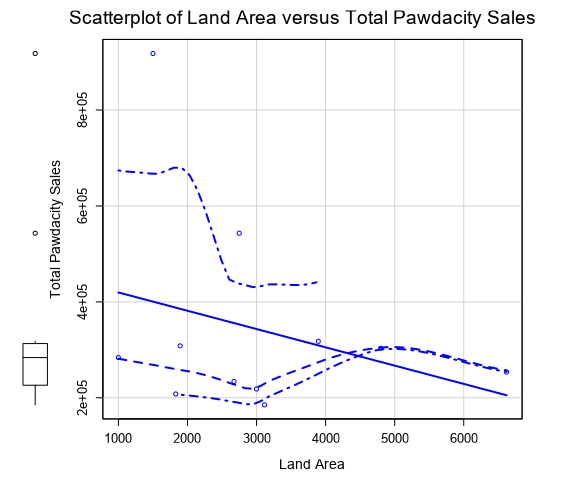 Scatterplot of Land Area versus Total Pawdacity Sales
Total Pawdacity Sales
8e+05
6e+05
4e+05
2e+05
1000 2000 3000 4000 5000 6000
Land Area